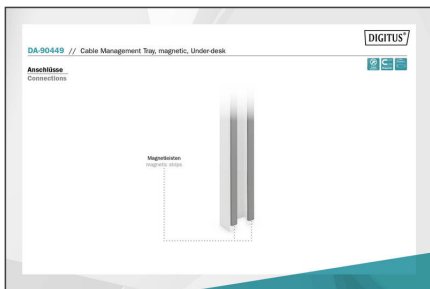 DIGITUS®
DA-90449 // Cable Management Tray, magnetic, Under-desk
Anschlüsse
Connections
Magnetleisten
magnetic strips